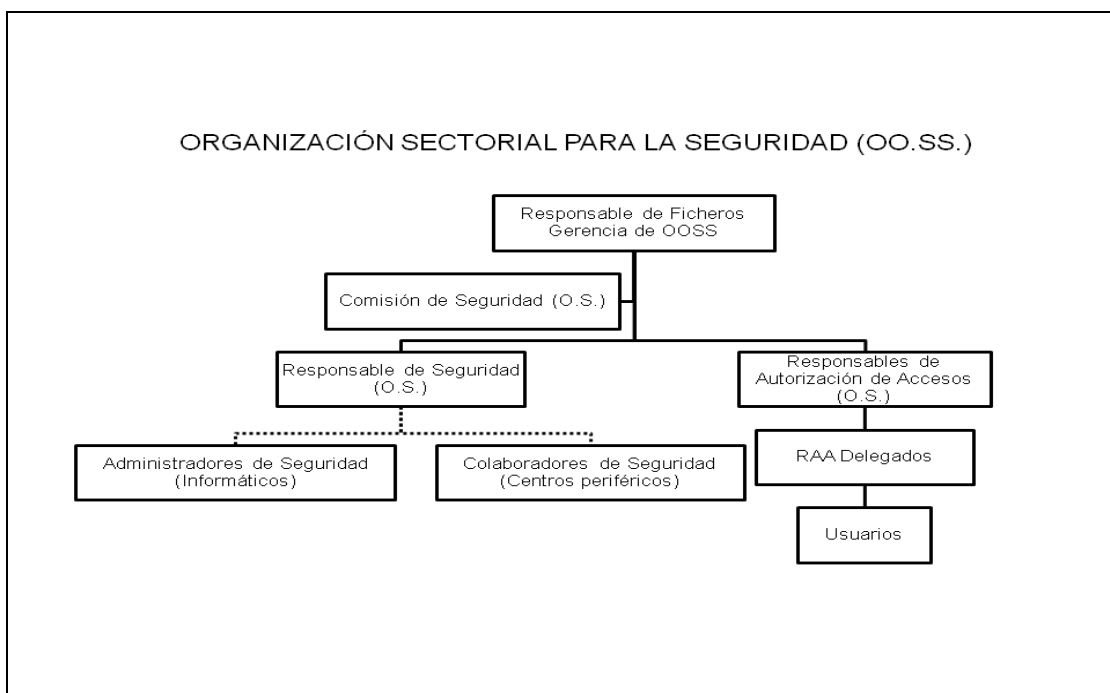 ORGANIZACIÓN SECTORIAL PARA LA SEGURIDAD (OO.SS.)
Responsable de Ficheros
Gerencia de OOSS
Comisión de Seguridad (O.S.)
Responsable de Seguridad
(O.S.)
Responsables de
Autorización de Accesos
(O.S.)
Administradores de Seguridad
(Informáticos)
Colaboradores de Seguridad
(Centros periféricos)
RAA Delegados
Usuarios